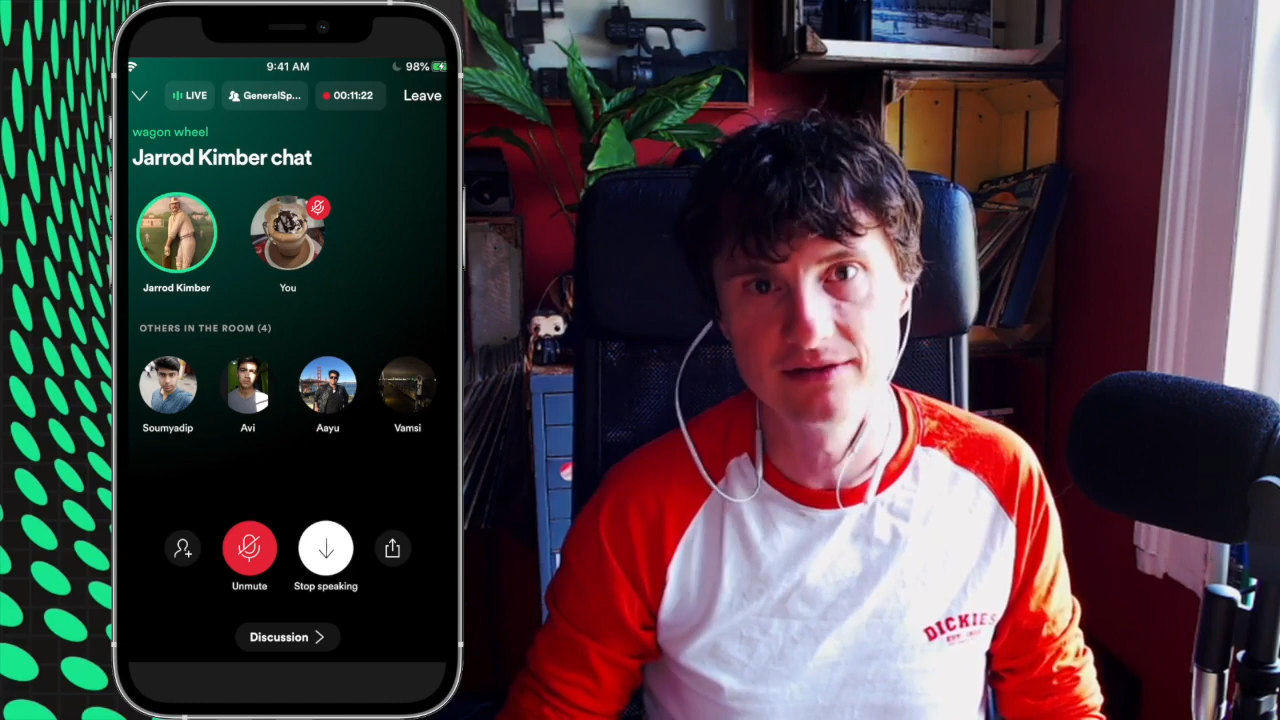 9:41 AM
98%
LIVE
GeneralSp...
00:11:22
Leave
wagon wheel
Jarrod Kimber chat
Jarrod Kimber
You
OTHERS IN THE ROOM (4)
Soumyadip
Avi
Aayu
Vamsi
Unmute
Stop speaking
Discussion
DICKIES